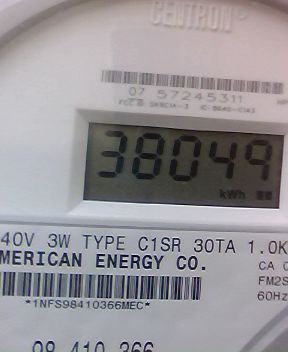 CENTRON®
07 57245311
38049
kWh
40V 3W TYPE C1SR 30TA 1.0K
MERICAN ENERGY CO.
CA 0
FM2S
60Hz
*1NFS98410366MEC*
98 410 366